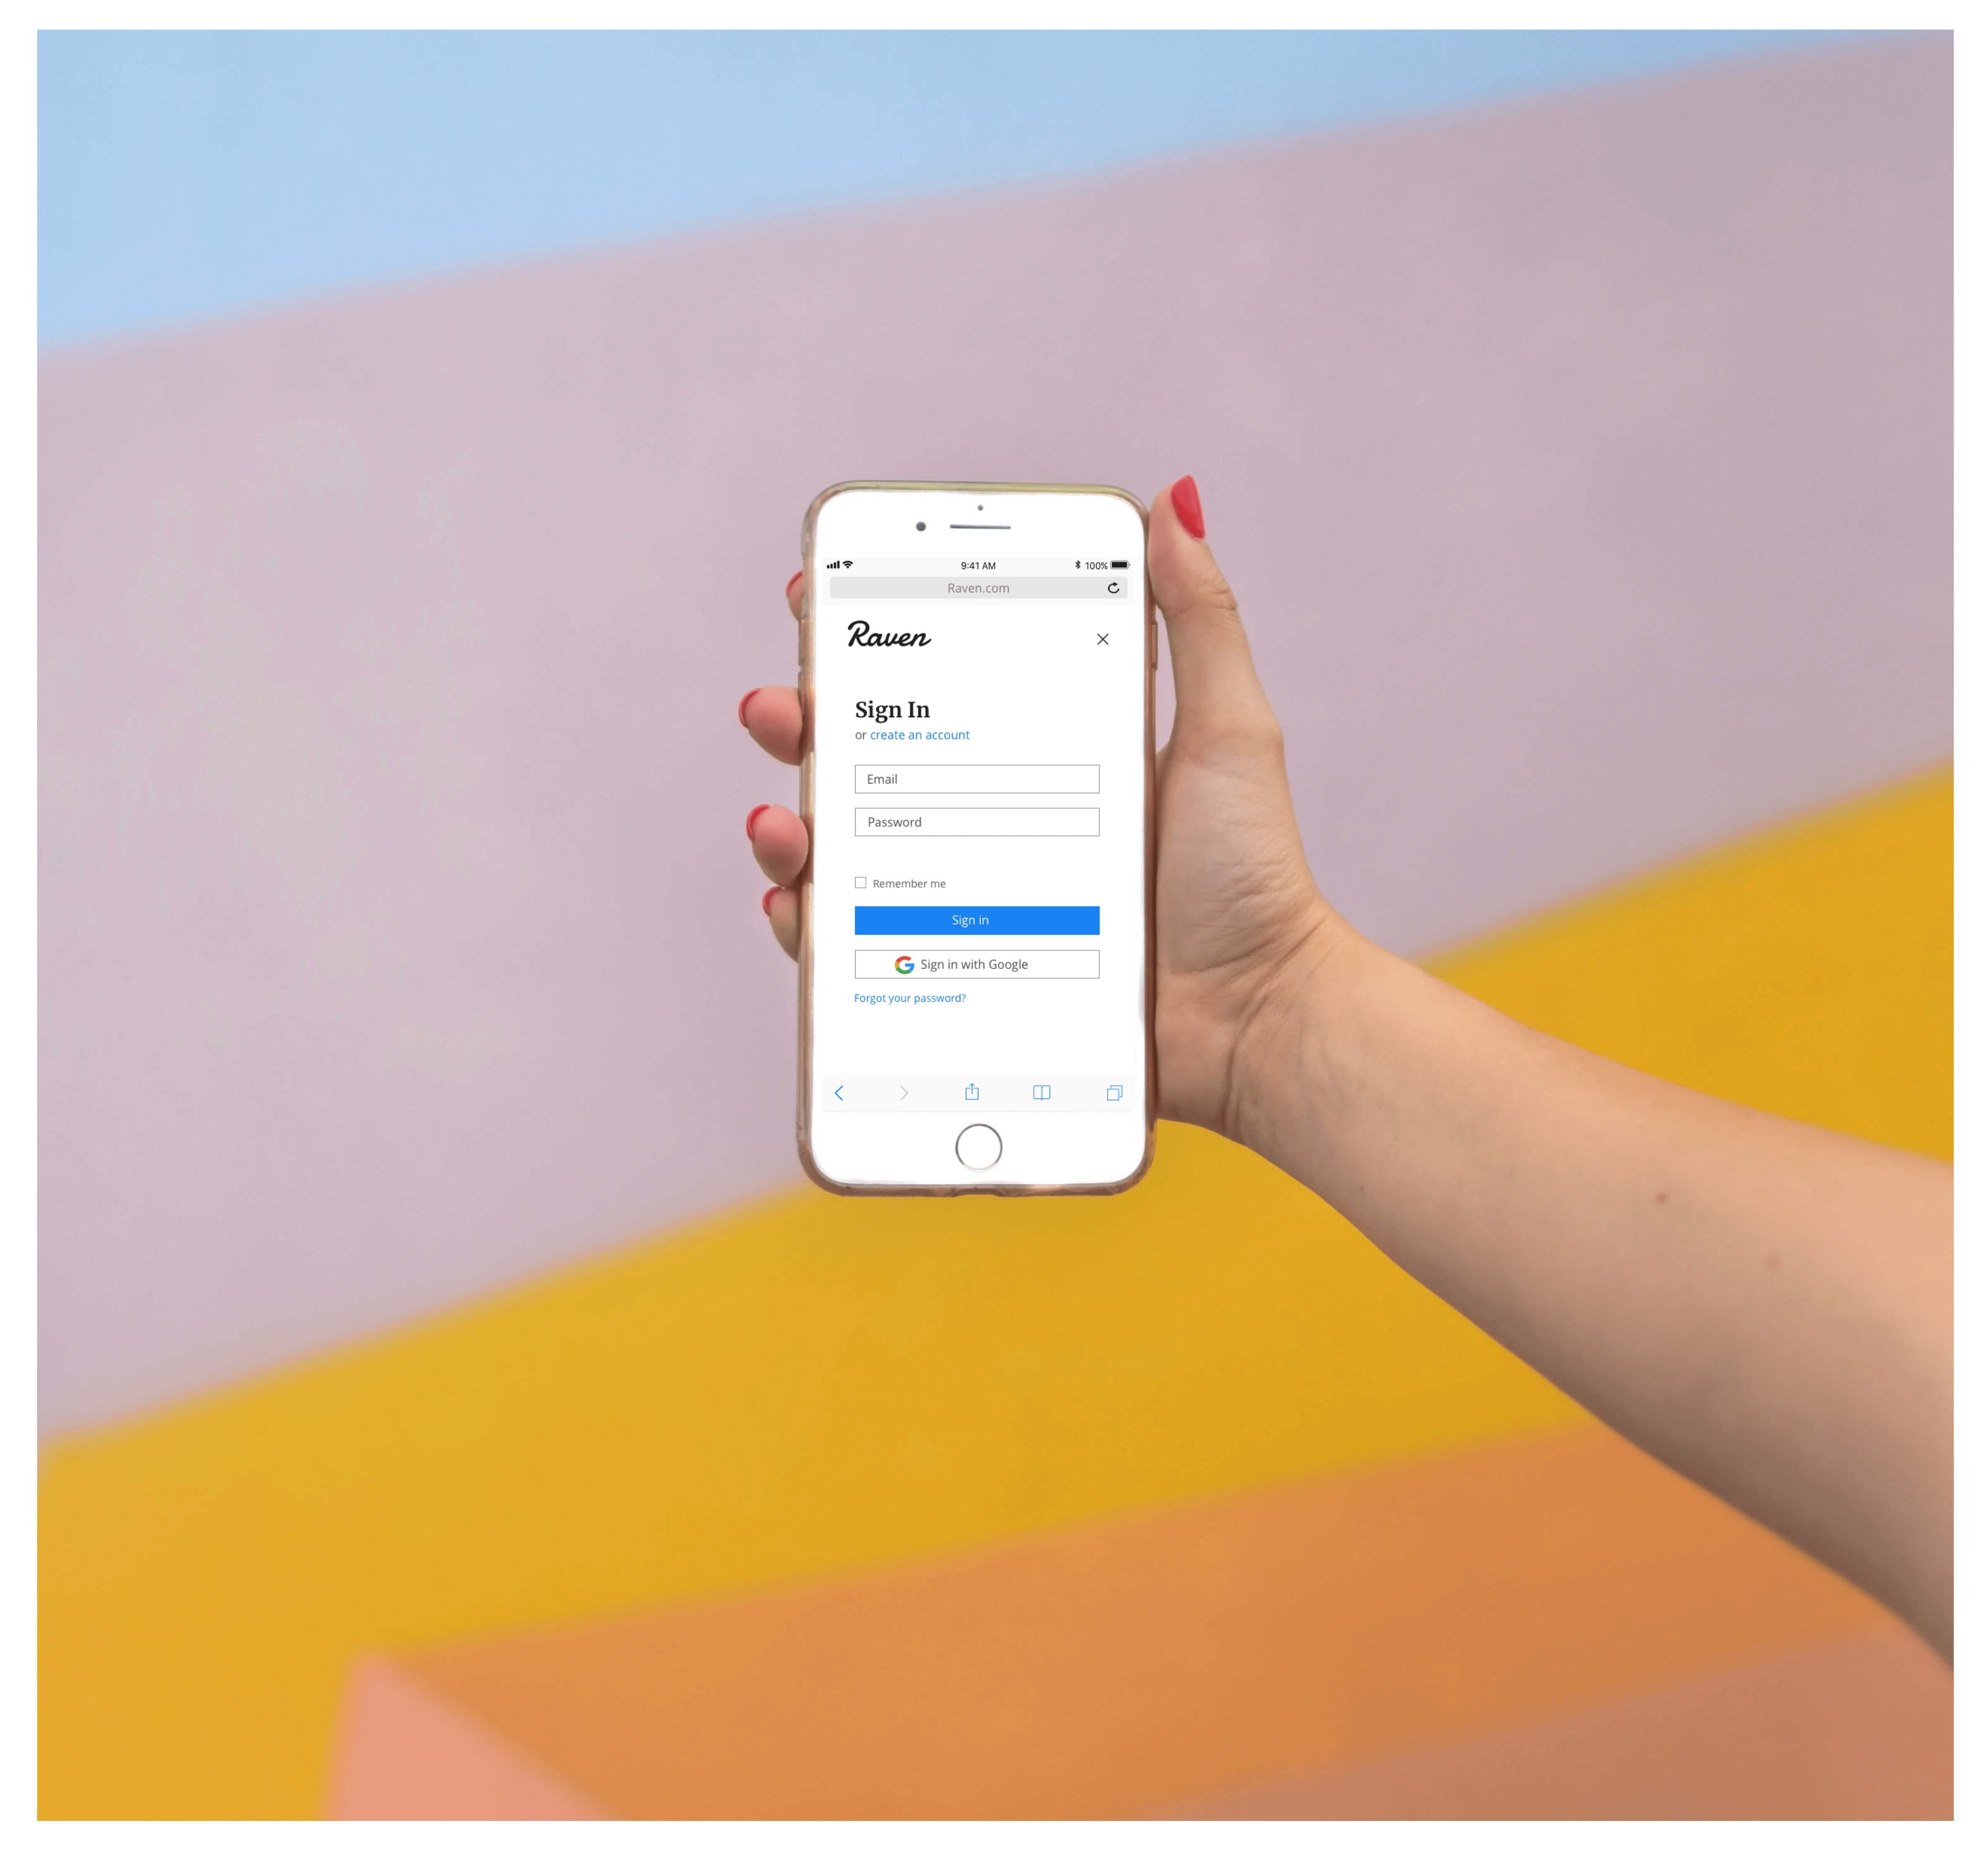 9:41 AM 100%
Raven.com
Raven
Sign In
or create an account
Email
Password
Remember me
Sign in
Sign in with Google
Forgot your password?